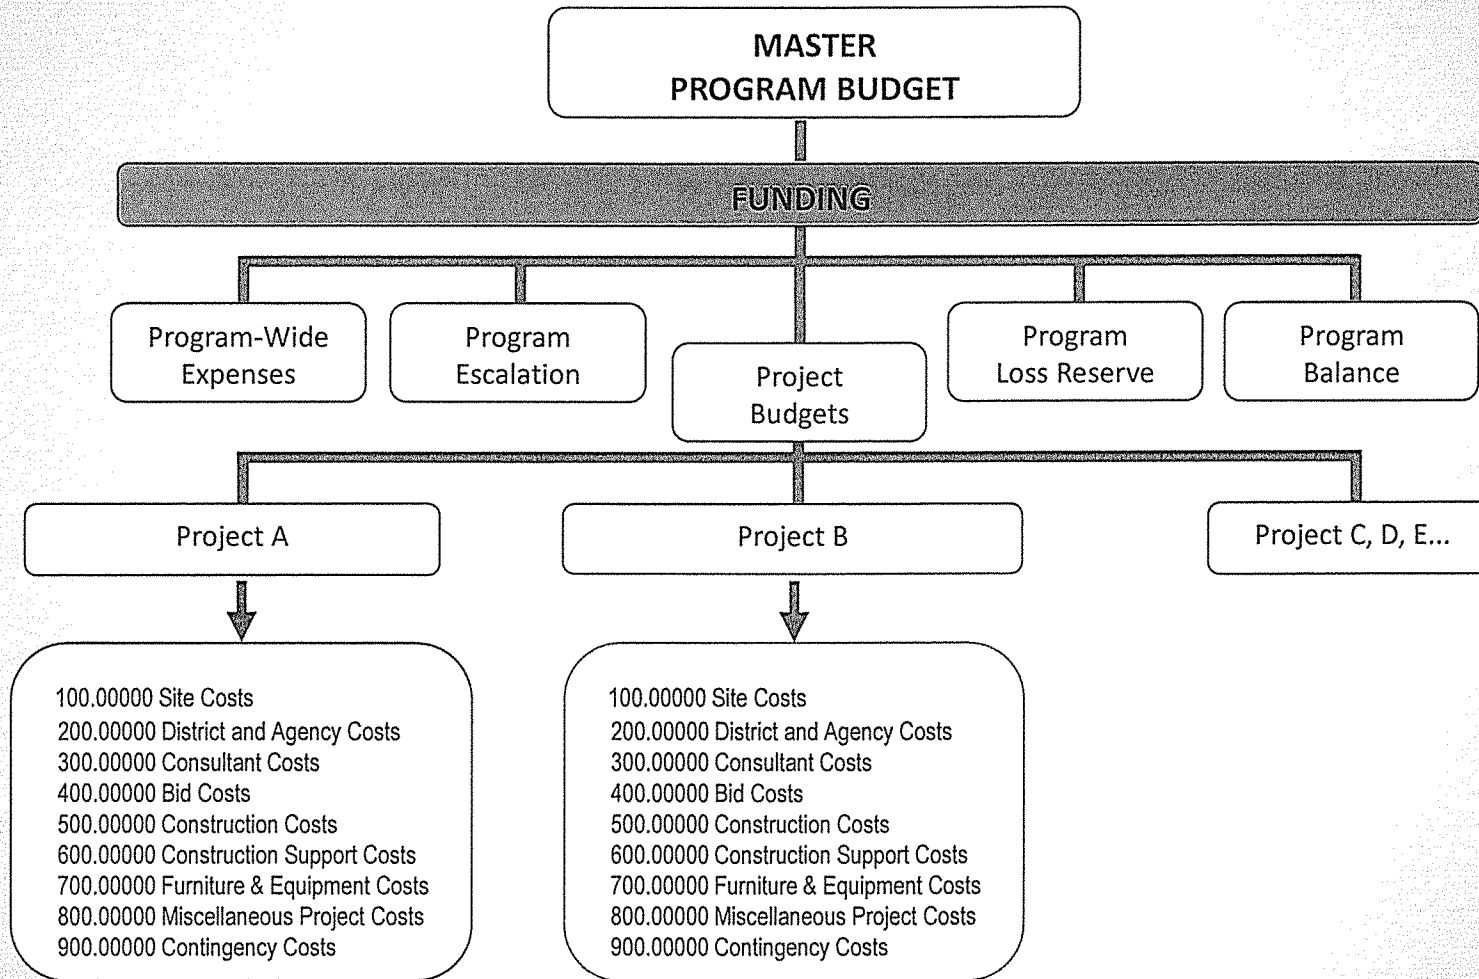 MASTER
PROGRAM BUDGET
FUNDING
Program-Wide
Expenses
Program
Escalation
Project
Budgets
Program
Loss Reserve
Program
Balance
Project A
Project B
Project C, D, E...
100.00000 Site Costs
200.00000 District and Agency Costs
300.00000 Consultant Costs
400.00000 Bid Costs
500.00000 Construction Costs
600.00000 Construction Support Costs
700.00000 Furniture & Equipment Costs
800.00000 Miscellaneous Project Costs
900.00000 Contingency Costs
100.00000 Site Costs
200.00000 District and Agency Costs
300.00000 Consultant Costs
400.00000 Bid Costs
500.00000 Construction Costs
600.00000 Construction Support Costs
700.00000 Furniture & Equipment Costs
800.00000 Miscellaneous Project Costs
900.00000 Contingency Costs